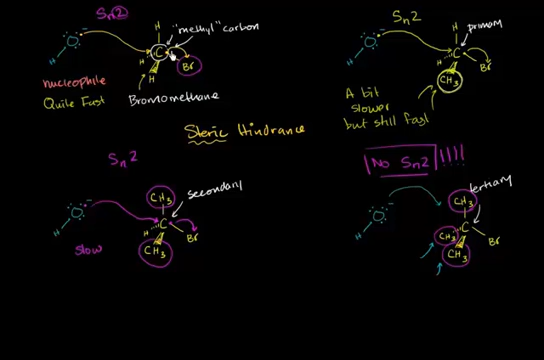 Sn2
"methyl" carbon
H
O
H
C
H
H
Br
nucleophile
Quite Fast
Bromomethane
Sn2
H
primary
O
H
C
H
Br
CH3
A bit
slower
but still fast
Steric Hindrance
Sn2
secondary
CH3
O
H
C
H
Br
CH3
slow
No Sn2 !!!!
tertiary
CH3
O
H
C
CH3
Br
CH3